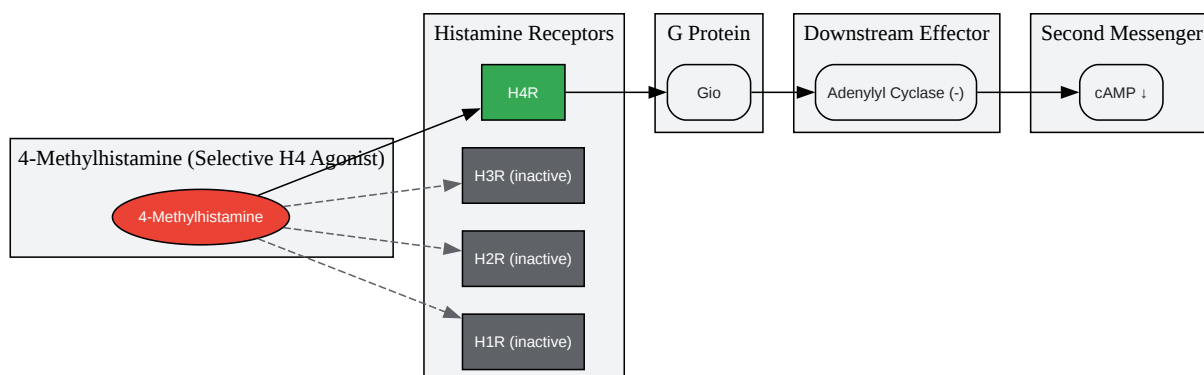 Histamine Receptors
G Protein
Downstream Effector
Second Messenger
H4R
Gio
Adenylyl Cyclase (-)
cAMP ↓
4-Methylhistamine (Selective H4 Agonist)
4-Methylhistamine
H3R (inactive)
H2R (inactive)
H1R (inactive)